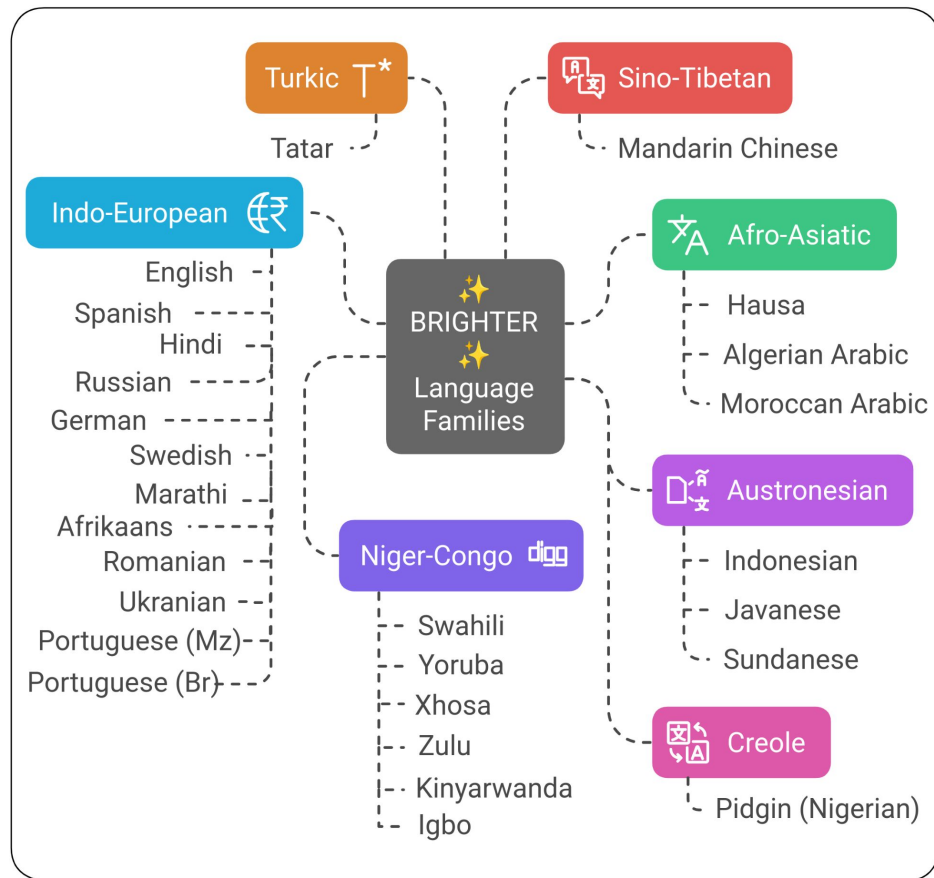 Turkic T*
Tatar
Sino-Tibetan
Mandarin Chinese
Indo-European
English
Spanish
Hindi
Russian
German
Swedish
Marathi
Afrikaans
Romanian
Ukranian
Portuguese (Mz)
Portuguese (Br)
✨
BRIGHTER
✨
Language
Families
Afro-Asiatic
Hausa
Algerian Arabic
Moroccan Arabic
Austronesian
Indonesian
Javanese
Sundanese
Niger-Congo digg
Swahili
Yoruba
Xhosa
Zulu
Kinyarwanda
Igbo
Creole
Pidgin (Nigerian)